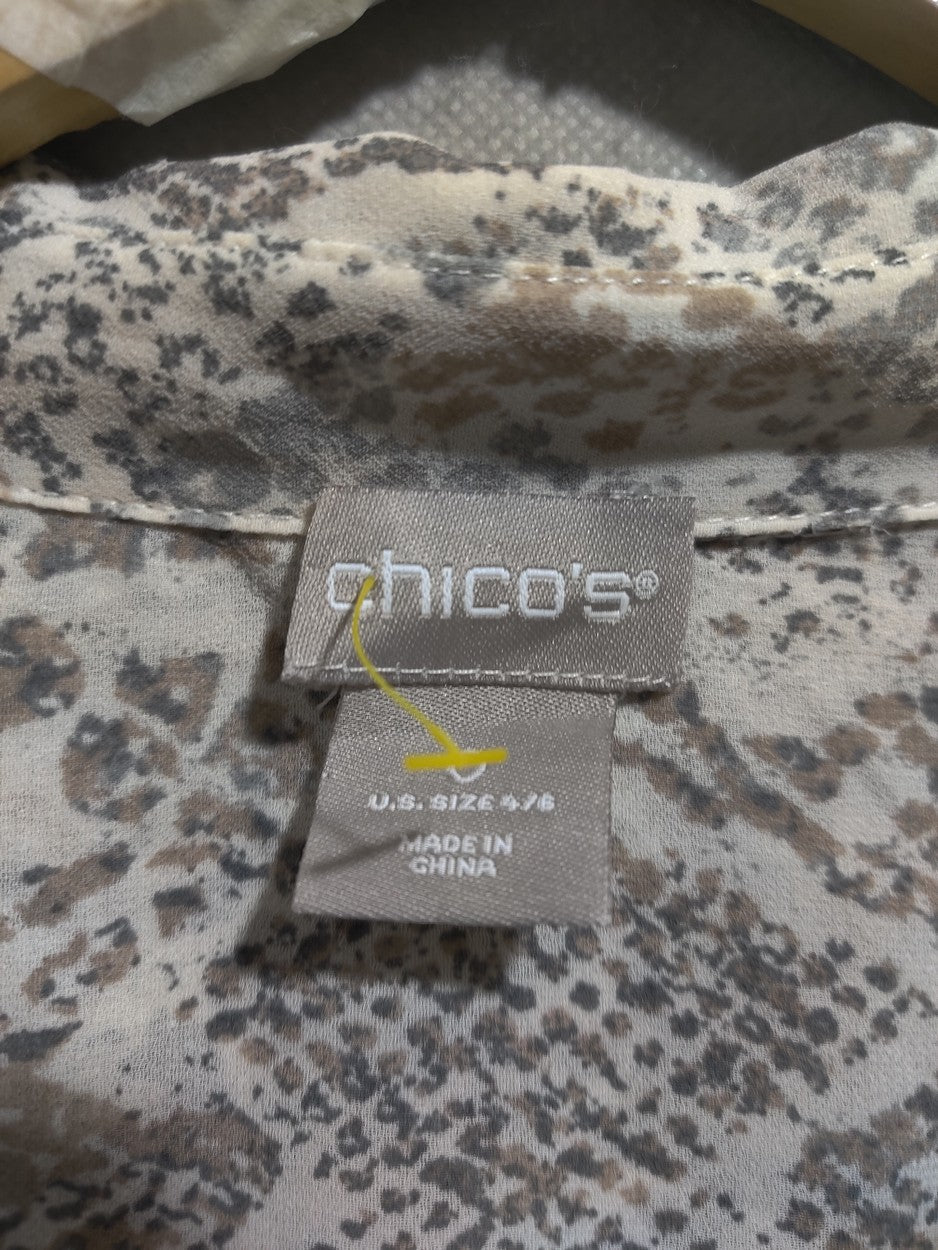 chico's®
U.S. SIZE 4/6
MADE IN
CHINA